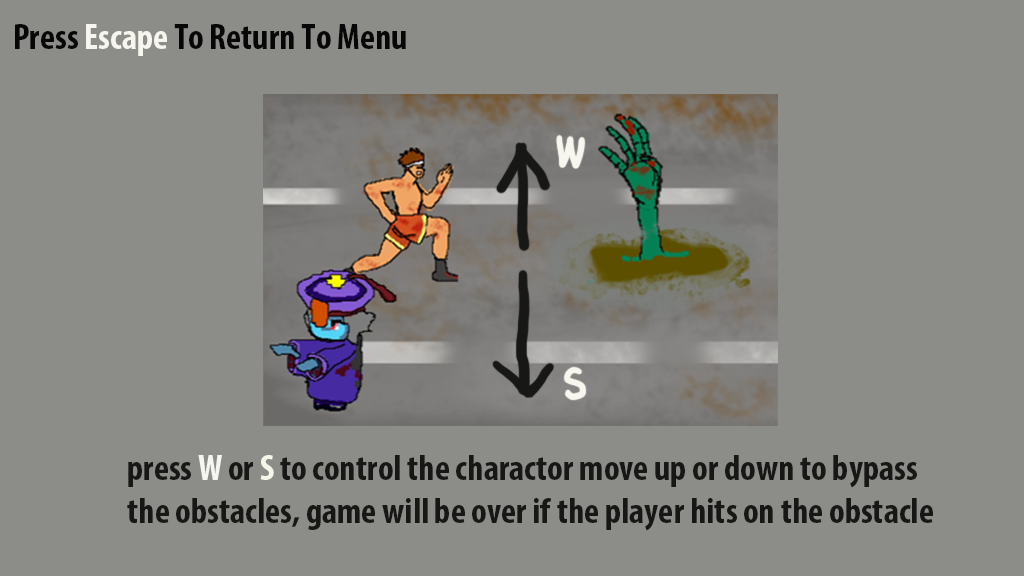 Press Escape To Return To Menu
W
S
press W or S to control the charactor move up or down to bypass
the obstacles, game will be over if the player hits on the obstacle